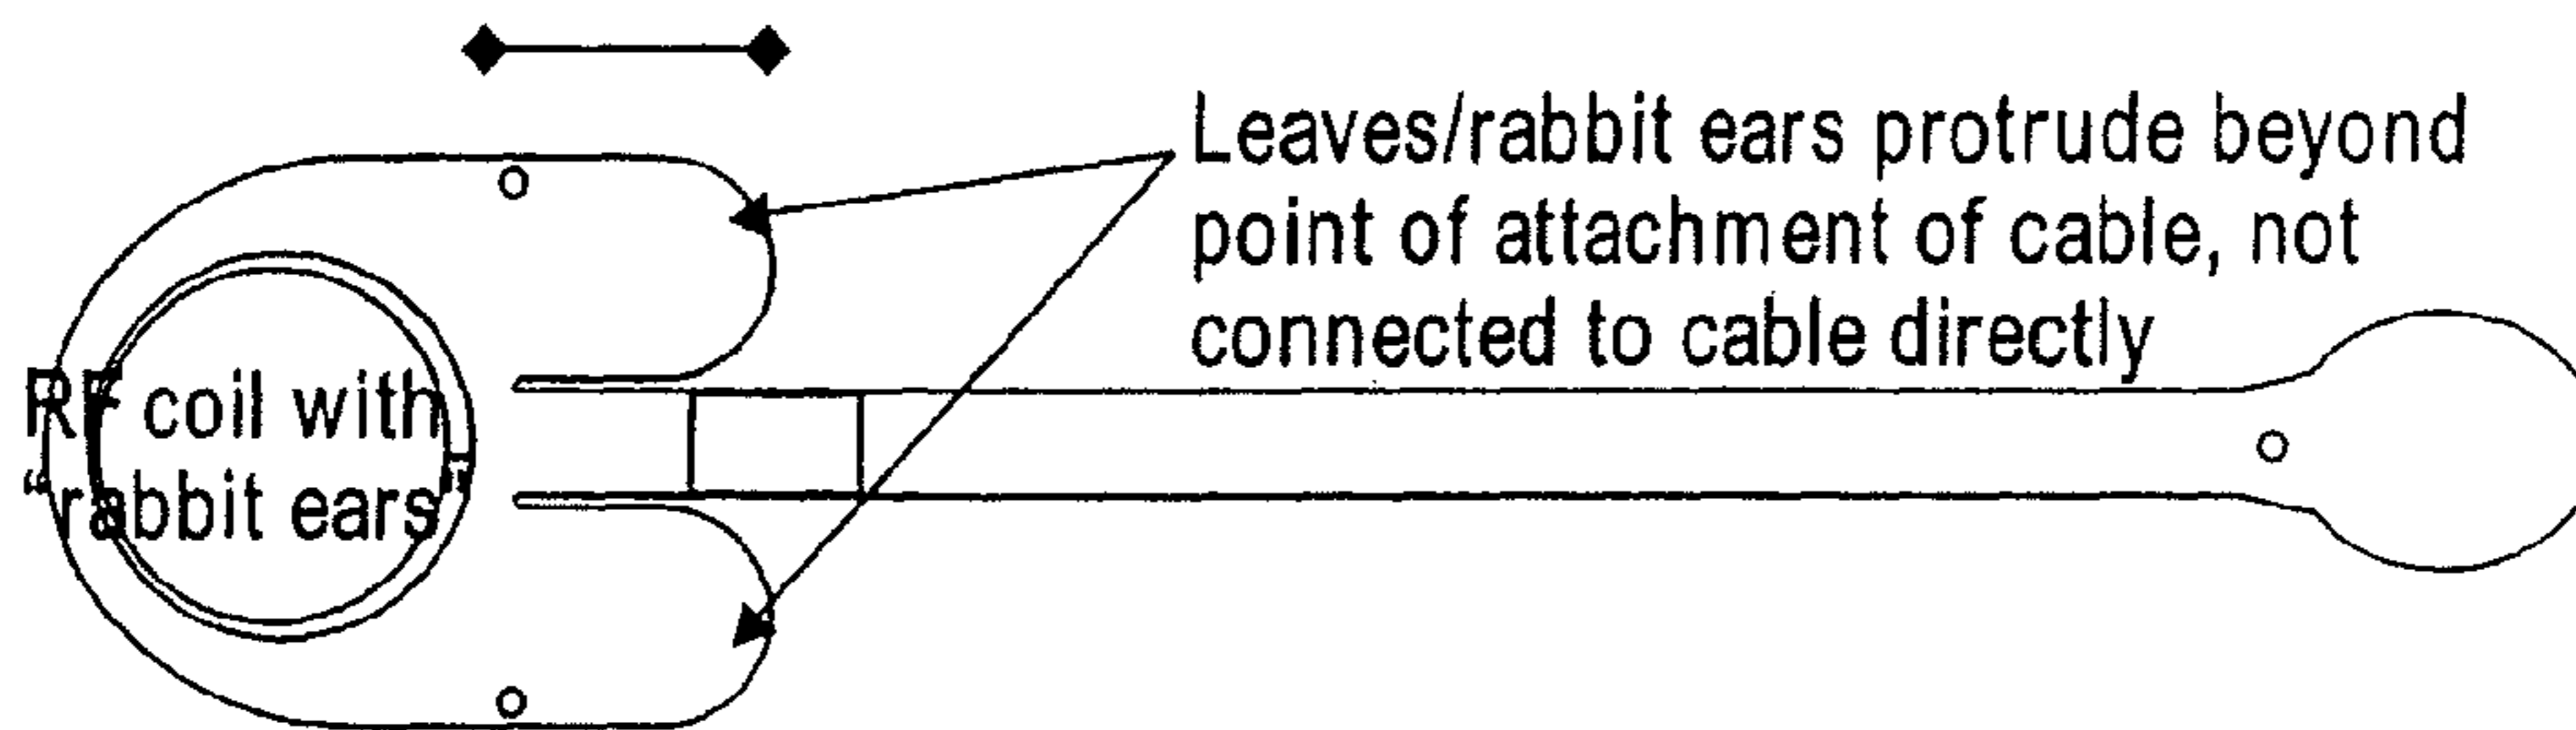 Leaves/rabbit ears protrude beyond
point of attachment of cable, not
connected to cable directly
RF coil with
“rabbit ears”